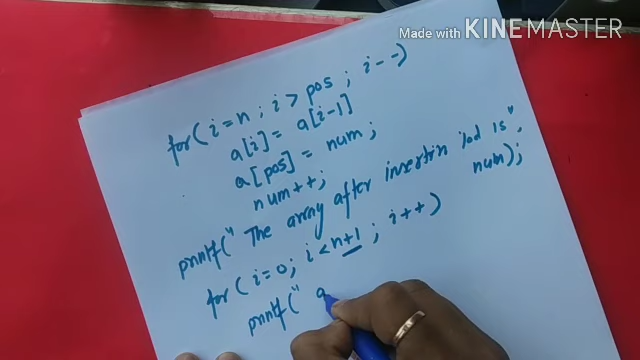 Made with KINEMASTER
for( i=n ; i > pos ; i--)
a[i] = a[i-1]
a[pos] = num ;
num++;
printf(" The array after insertin %d is",
num);
for( i=0; i<n+1 ; i++)
printf(" a